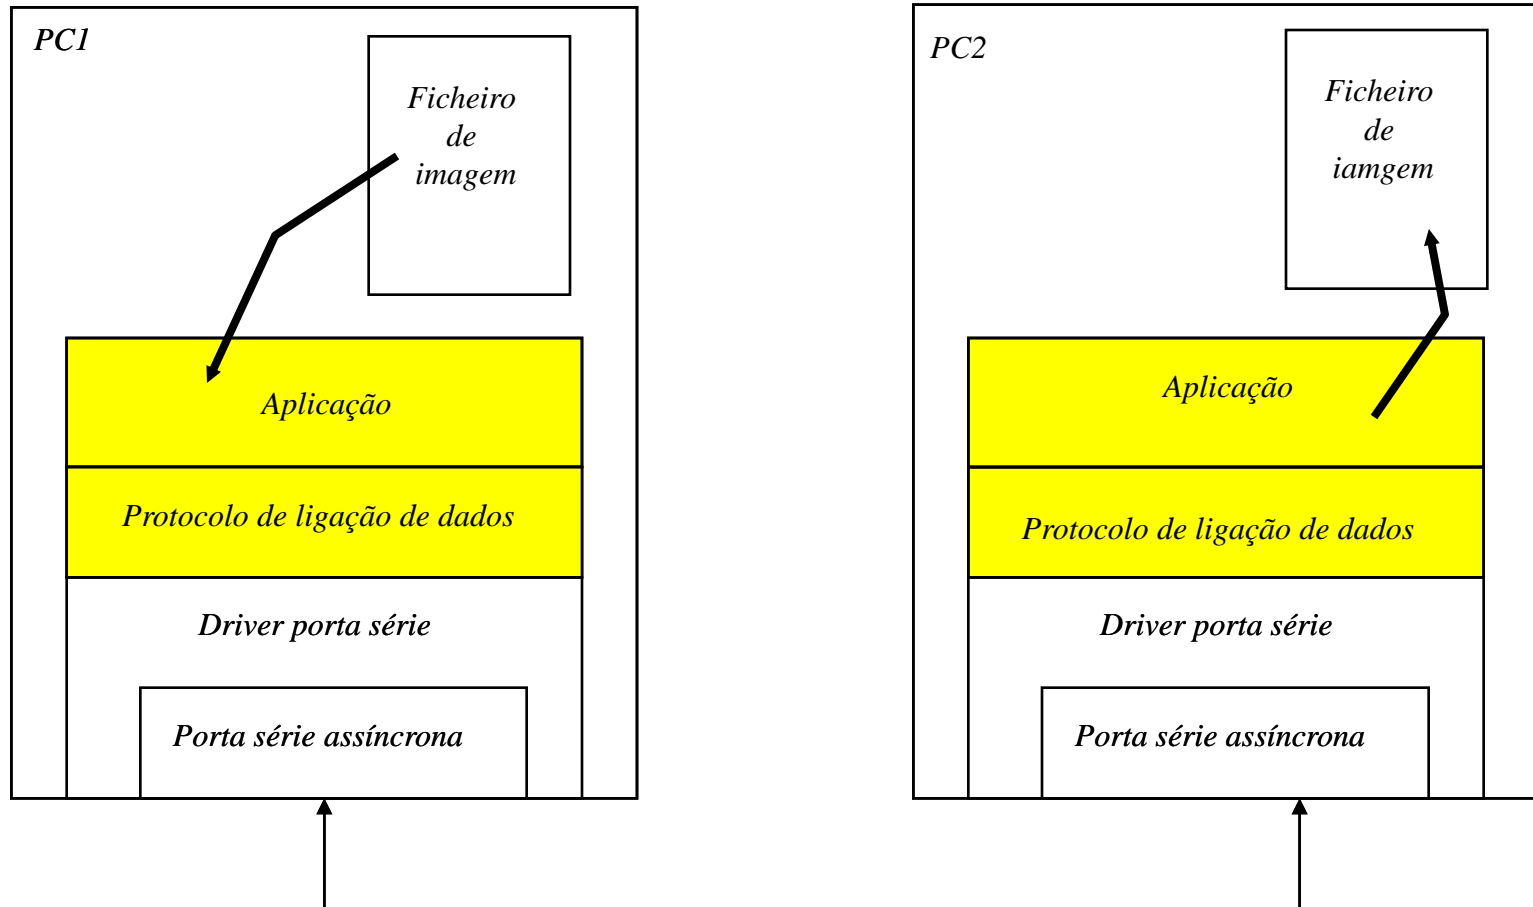 PC1
Ficheiro
de
imagem
Aplicação
Protocolo de ligação de dados
Driver porta série
Porta série assíncrona
PC2
Ficheiro
de
iamgem
Aplicação
Protocolo de ligação de dados
Driver porta série
Porta série assíncrona